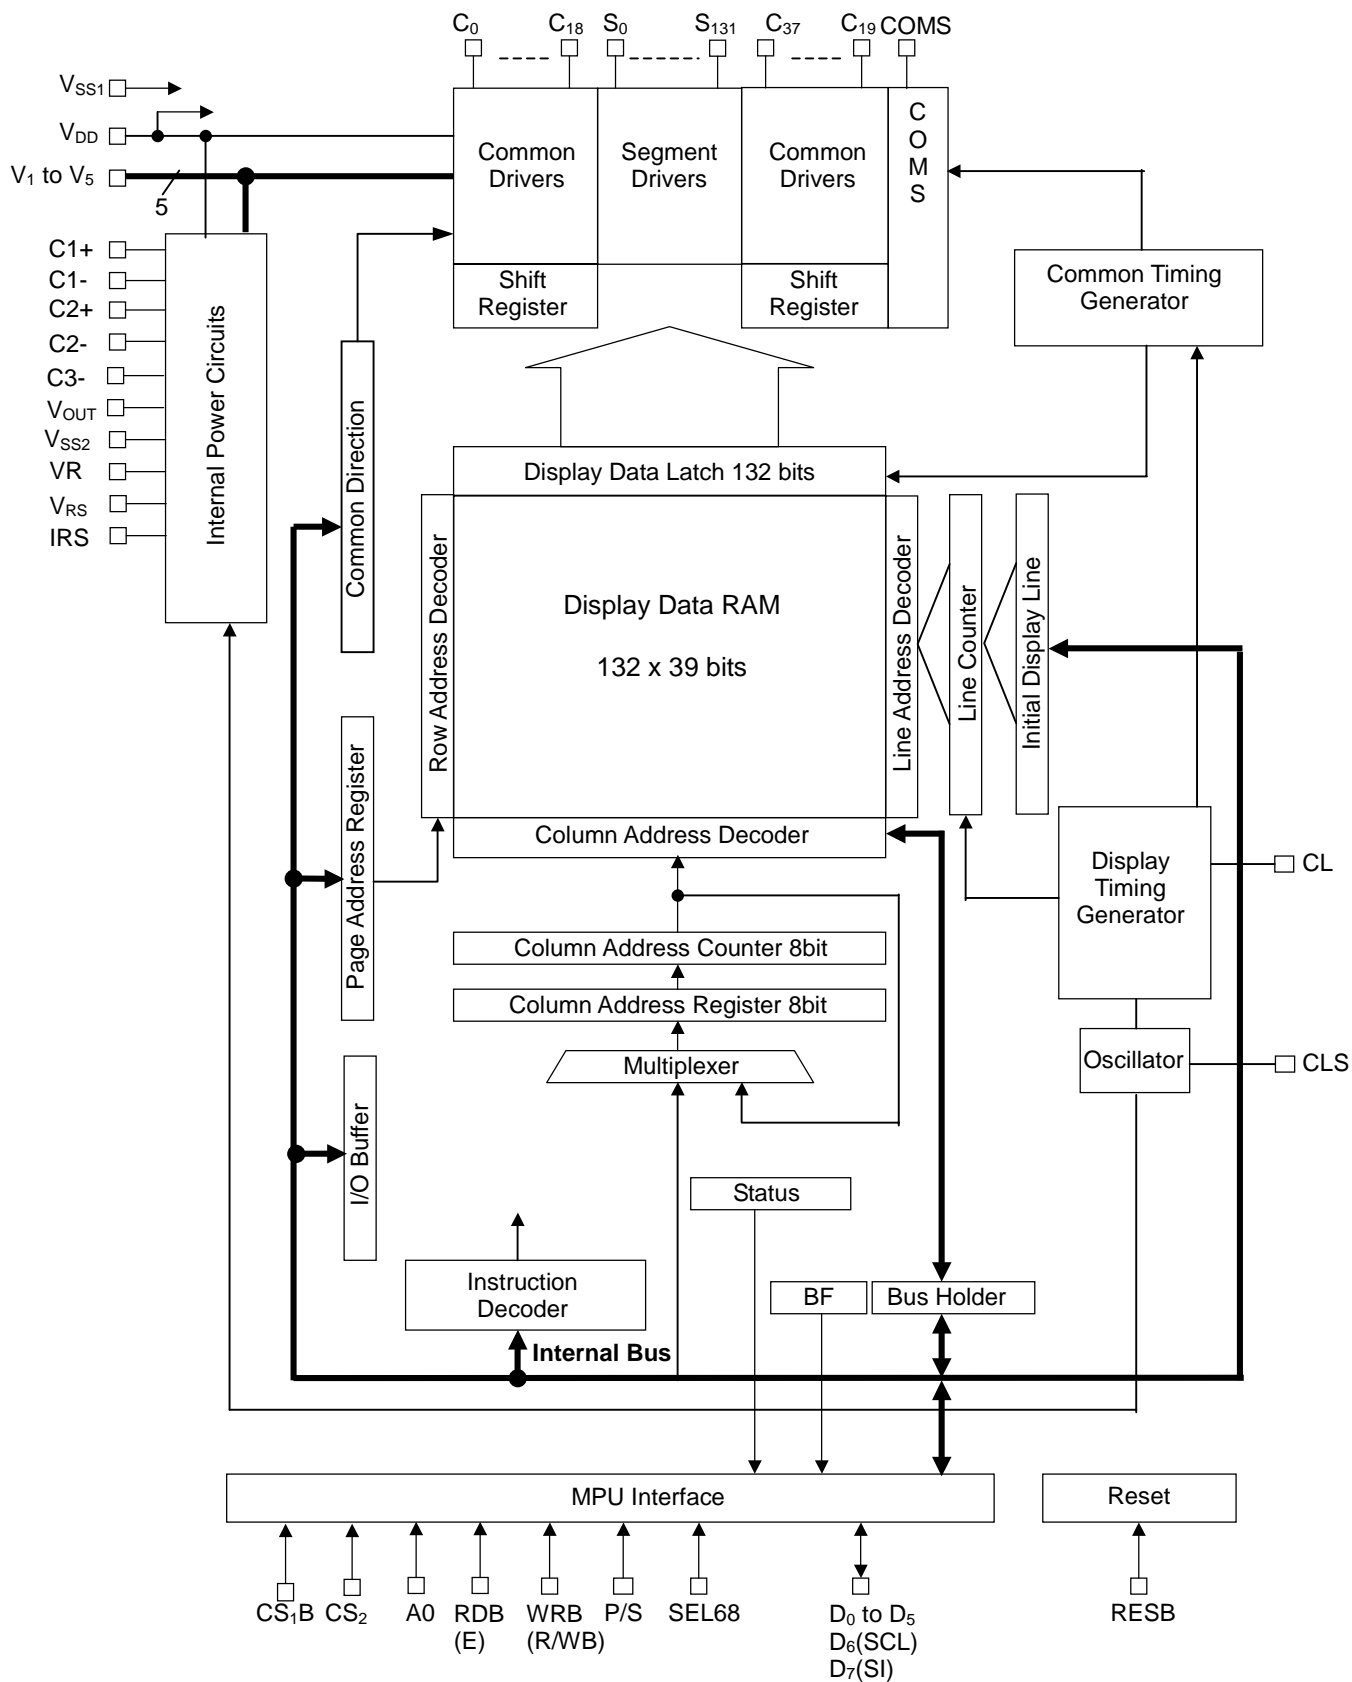 C0 C18 S0 S131 C37 C19 COMS
VSS1
VDD
V1 to V5
5
Common
Drivers
Segment
Drivers
Common
Drivers
C
O
M
S
Shift
Register
Shift
Register
Common Timing
Generator
C1+
C1-
C2+
C2-
C3-
VOUT
VSS2
VR
VRS
IRS
Internal Power Circuits
Common Direction
Display Data Latch 132 bits
Row Address Decoder
Display Data RAM
132 x 39 bits
Line Address Decoder
Line Counter
Initial Display Line
Page Address Register
Column Address Decoder
Display
Timing
Generator
CL
Column Address Counter 8bit
Column Address Register 8bit
Multiplexer
Oscillator
CLS
I/O Buffer
Status
Instruction
Decoder
BF
Bus Holder
Internal Bus
MPU Interface
Reset
CS1B CS2 A0 RDB WRB P/S SEL68 D0 to D5 RESB
(E) (R/WB) D6(SCL)
D7(SI)